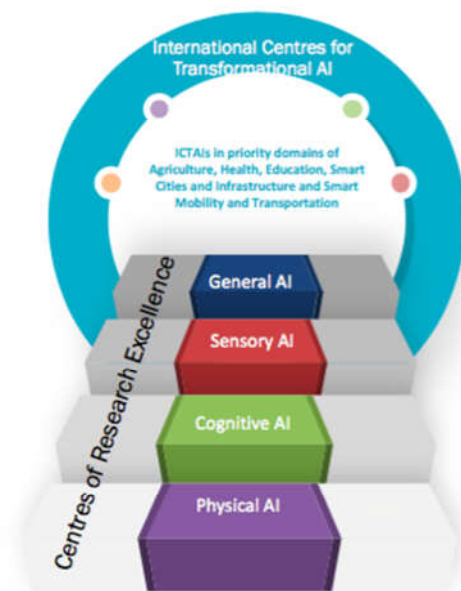 International Centres for
Transformational AI
ICTAIs in priority domains of
Agriculture, Health, Education, Smart
Cities and Infrastructure and Smart
Mobility and Transportation
Centres of Research Excellence
General AI
Sensory AI
Cognitive AI
Physical AI